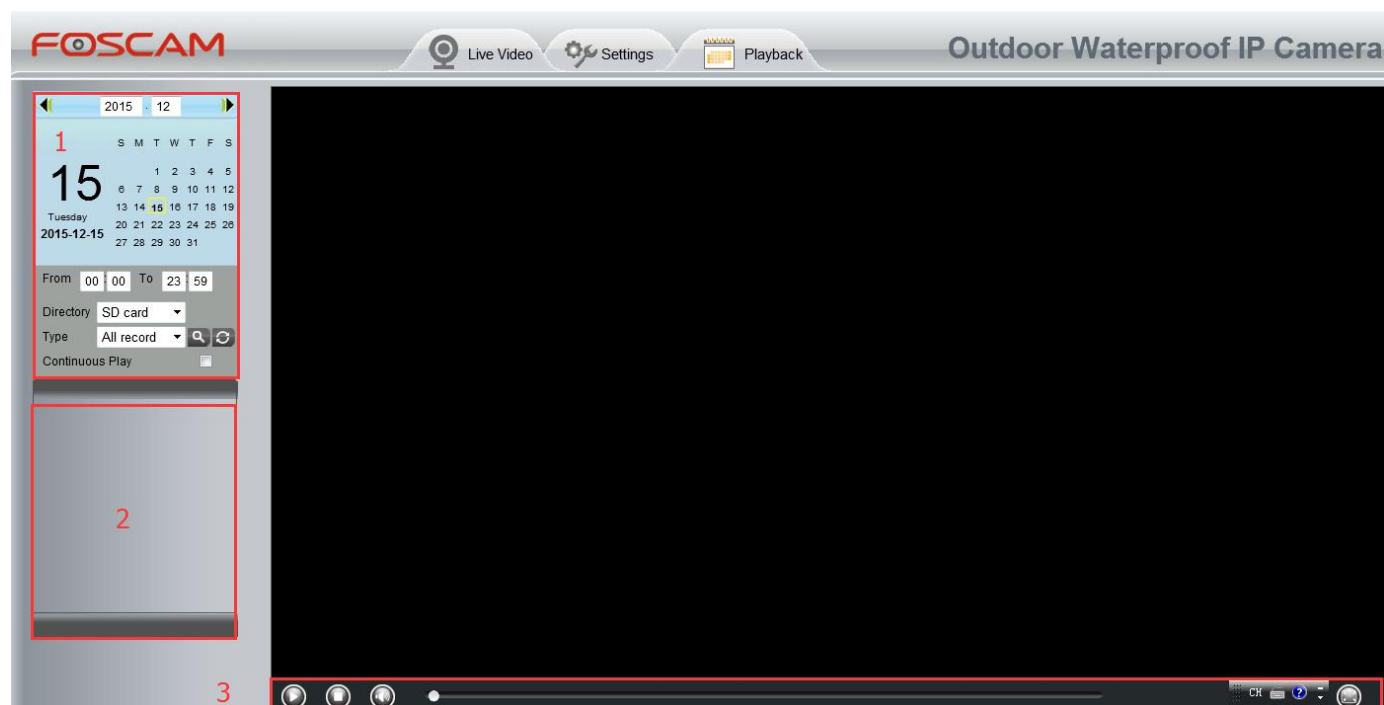 FOSCAM
Live Video
Settings
Playback
Outdoor Waterproof IP Camera
2015 . 12
1
S M T W T F S
15
1 2 3 4 5
6 7 8 9 10 11 12
13 14 15 16 17 18 19
Tuesday
20 21 22 23 24 25 26
2015-12-15
27 28 29 30 31
From 00 : 00 To 23 : 59
Directory SD card
Type All record
Continuous Play
2
3
CH ?